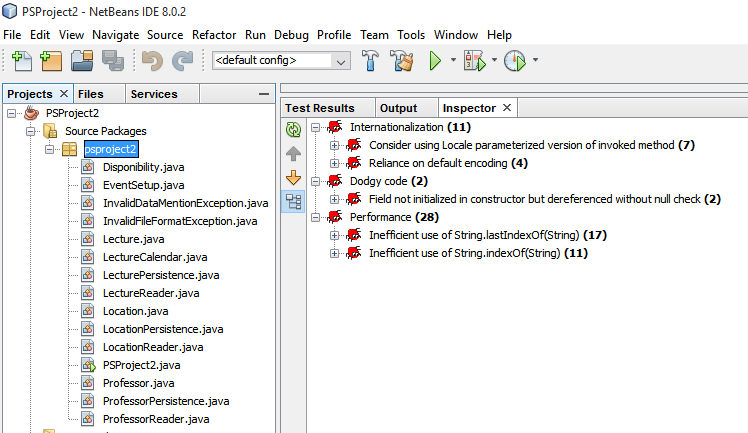 PSProject2 - NetBeans IDE 8.0.2
File Edit View Navigate Source Refactor Run Debug Profile Team Tools Window Help
<default config>
Projects
Files
Services
PSProject2
Source Packages
psproject2
Disponibility.java
EventSetup.java
InvalidDataMentionException.java
InvalidFileFormatException.java
Lecture.java
LectureCalendar.java
LecturePersistence.java
LectureReader.java
Location.java
LocationPersistence.java
LocationReader.java
PSProject2.java
Professor.java
ProfessorPersistence.java
ProfessorReader.java
Test Results
Output
Inspector
Internationalization (11)
Consider using Locale parameterized version of invoked method (7)
Reliance on default encoding (4)
Dodgy code (2)
Field not initialized in constructor but dereferenced without null check (2)
Performance (28)
Inefficient use of String.lastIndexOf(String) (17)
Inefficient use of String.indexOf(String) (11)